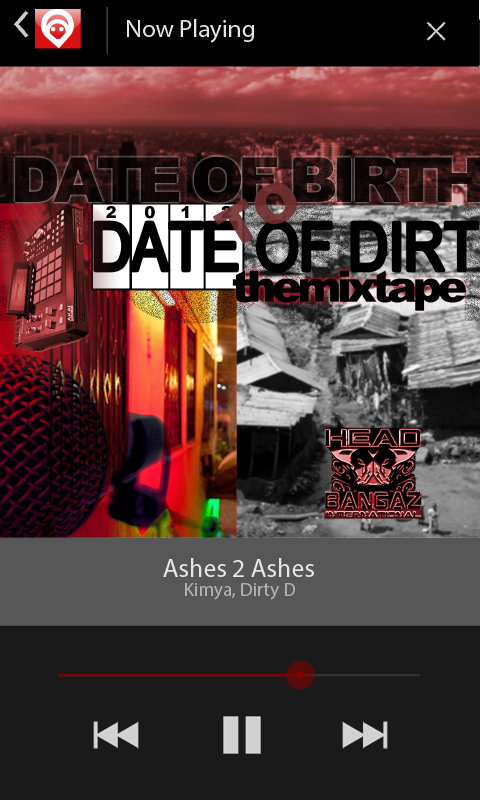 Now Playing
DATE OF BIRTH
TO
2 0 1 2
DATE OF DIRT
themixtape
HEAD
BANGAZ
INTERNATIONAL
Ashes 2 Ashes
Kimya, Dirty D